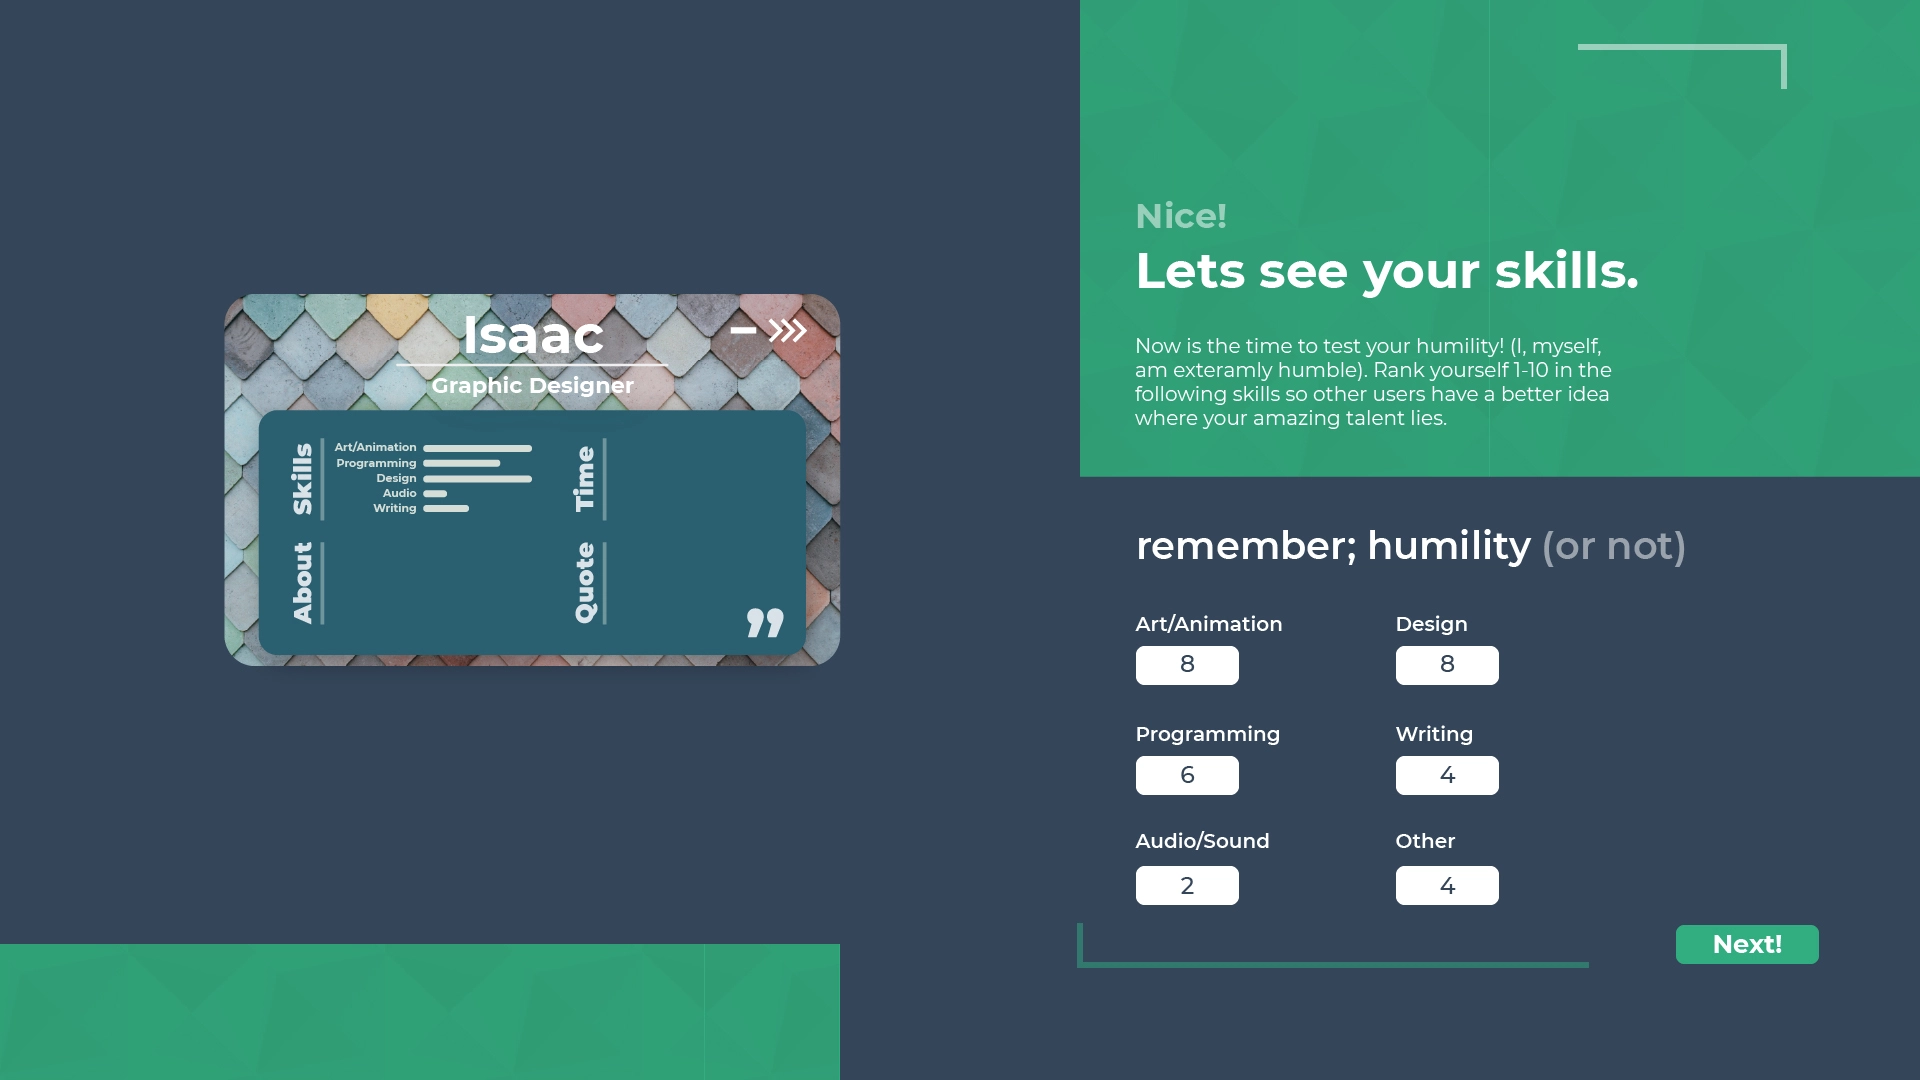 Isaac
Graphic Designer
Skills
Art/Animation
Programming
Design
Audio
Writing
Time
About
Quote
”
Nice!
Lets see your skills.
Now is the time to test your humility! (I, myself,
am exteramly humble). Rank yourself 1-10 in the
following skills so other users have a better idea
where your amazing talent lies.
remember; humility (or not)
Art/Animation
8
Design
8
Programming
6
Writing
4
Audio/Sound
2
Other
4
Next!